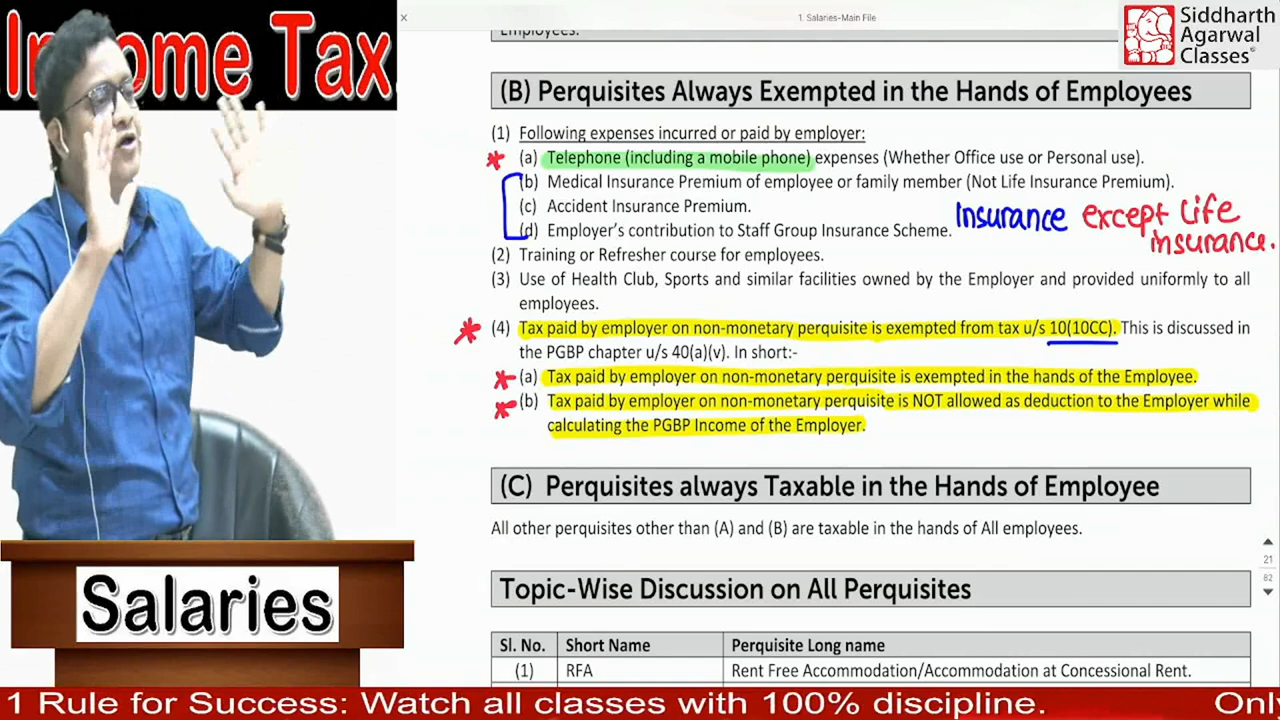 Income Tax
× 1. Salaries-Main File
Siddharth
Agarwal
Classes®
Employees.
(B) Perquisites Always Exempted in the Hands of Employees
(1) Following expenses incurred or paid by employer:
(a) Telephone (including a mobile phone) expenses (Whether Office use or Personal use).
(b) Medical Insurance Premium of employee or family member (Not Life Insurance Premium).
(c) Accident Insurance Premium.
(d) Employer's contribution to Staff Group Insurance Scheme.
Insurance except Life
insurance.
(2) Training or Refresher course for employees.
(3) Use of Health Club, Sports and similar facilities owned by the Employer and provided uniformly to all
employees.
(4) Tax paid by employer on non-monetary perquisite is exempted from tax u/s 10(10CC). This is discussed in
the PGBP chapter u/s 40(a)(v). In short:-
(a) Tax paid by employer on non-monetary perquisite is exempted in the hands of the Employee.
(b) Tax paid by employer on non-monetary perquisite is NOT allowed as deduction to the Employer while
calculating the PGBP Income of the Employer.
(C) Perquisites always Taxable in the Hands of Employee
All other perquisites other than (A) and (B) are taxable in the hands of All employees.
21
82
Topic-Wise Discussion on All Perquisites
Sl. No. Short Name Perquisite Long name
(1) RFA Rent Free Accommodation/Accommodation at Concessional Rent.
Salaries
1 Rule for Success: Watch all classes with 100% discipline. Onl